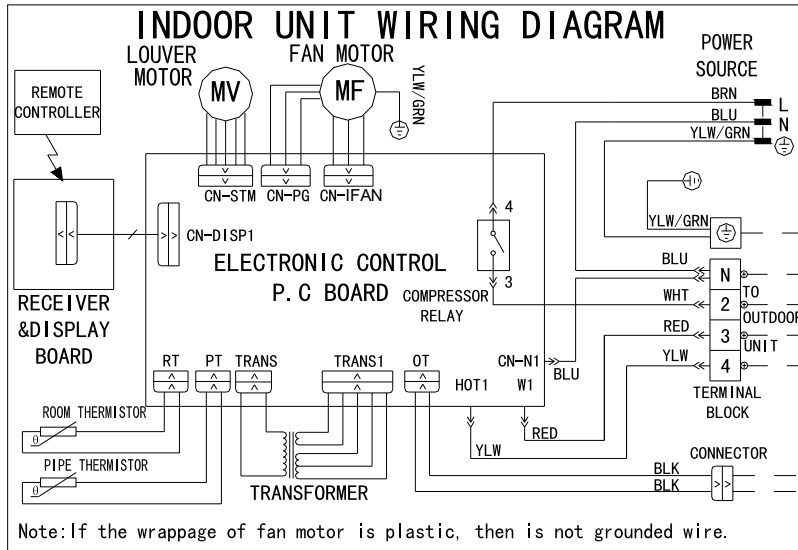 INDOOR UNIT WIRING DIAGRAM
LOUVER
MOTOR
FAN MOTOR
POWER
SOURCE
REMOTE
CONTROLLER
MV
MF
YLW/GRN
BRN
L
BLU
N
YLW/GRN
CN-STM
CN-PG
CN-IFAN
4
YLW/GRN
<<
>>
CN-DISP1
ELECTRONIC CONTROL
P.C BOARD
3
COMPRESSOR
RELAY
BLU
N
TO
WHT
2
OUTDOOR
RED
3
UNIT
YLW
4
TERMINAL
BLOCK
RECEIVER
&DISPLAY
BOARD
RT
PT
TRANS
TRANS1
OT
CN-N1
BLU
HOT1
W1
ROOM THERMISTOR
θ
RED
YLW
PIPE THERMISTOR
θ
TRANSFORMER
BLK
BLK
CONNECTOR
>>
Note:If the wrappage of fan motor is plastic, then is not grounded wire.